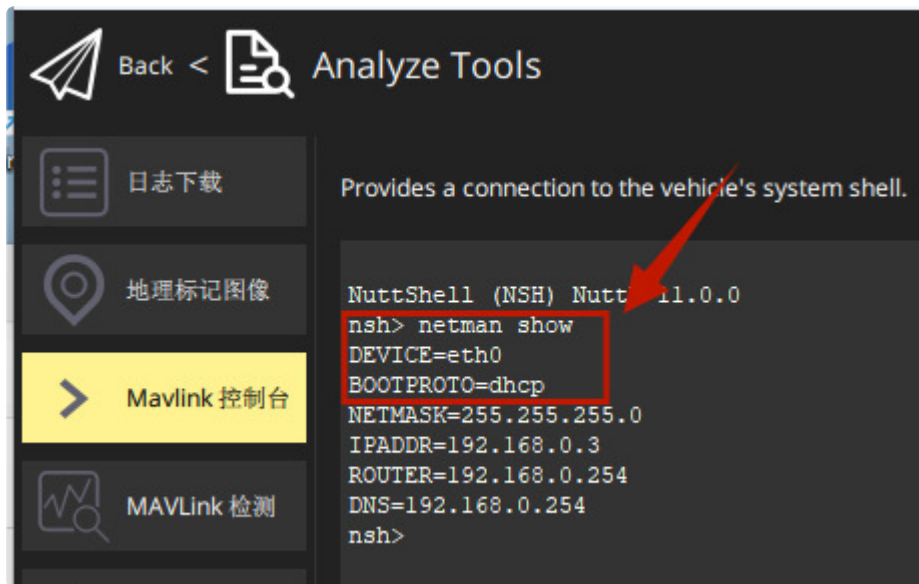 Back < Analyze Tools
日志下载
Provides a connection to the vehicle's system shell.
地理标记图像
NuttShell (NSH) 11.0.0
nsh> netman show
DEVICE=eth0
BOOTPROTO=dhcp
Mavlink 控制台
NETMASK=255.255.255.0
IPADDR=192.168.0.3
ROUTER=192.168.0.254
MAVLink 检测
DNS=192.168.0.254
nsh>